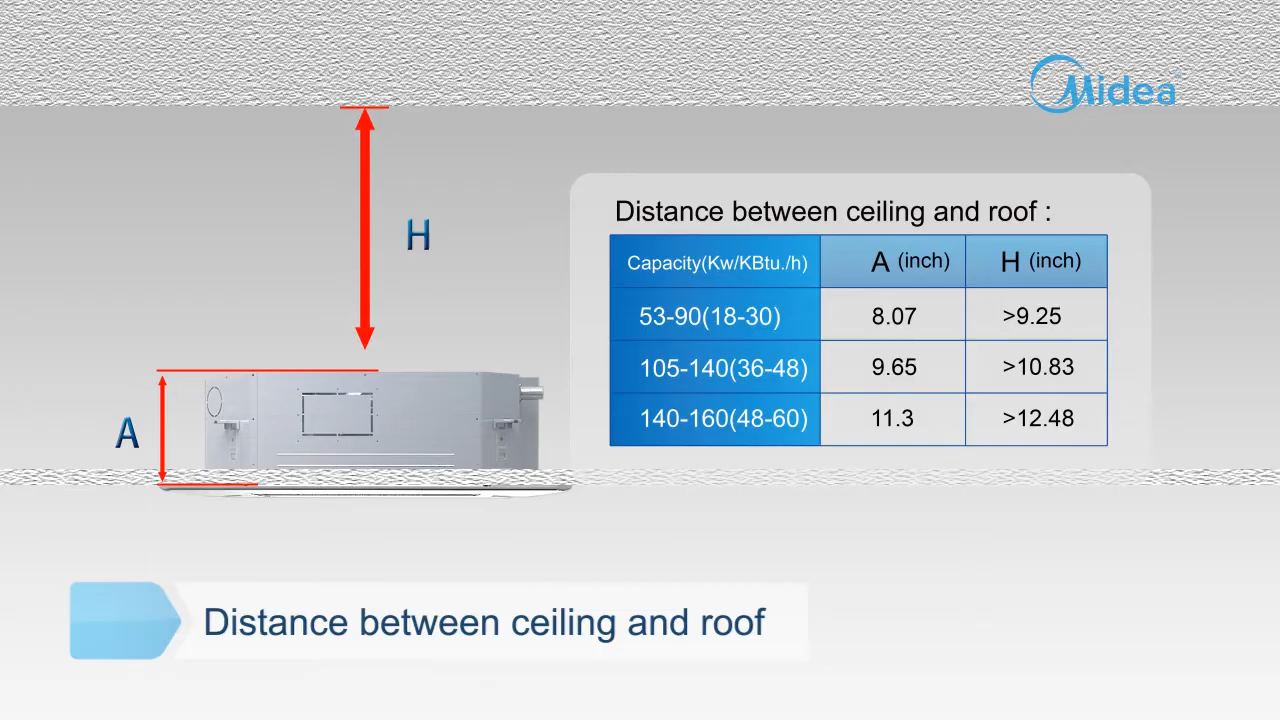 Midea
H
A
Distance between ceiling and roof :
Capacity(Kw/KBtu./h) A (inch) H (inch)
53-90(18-30) 8.07 >9.25
105-140(36-48) 9.65 >10.83
140-160(48-60) 11.3 >12.48
Distance between ceiling and roof